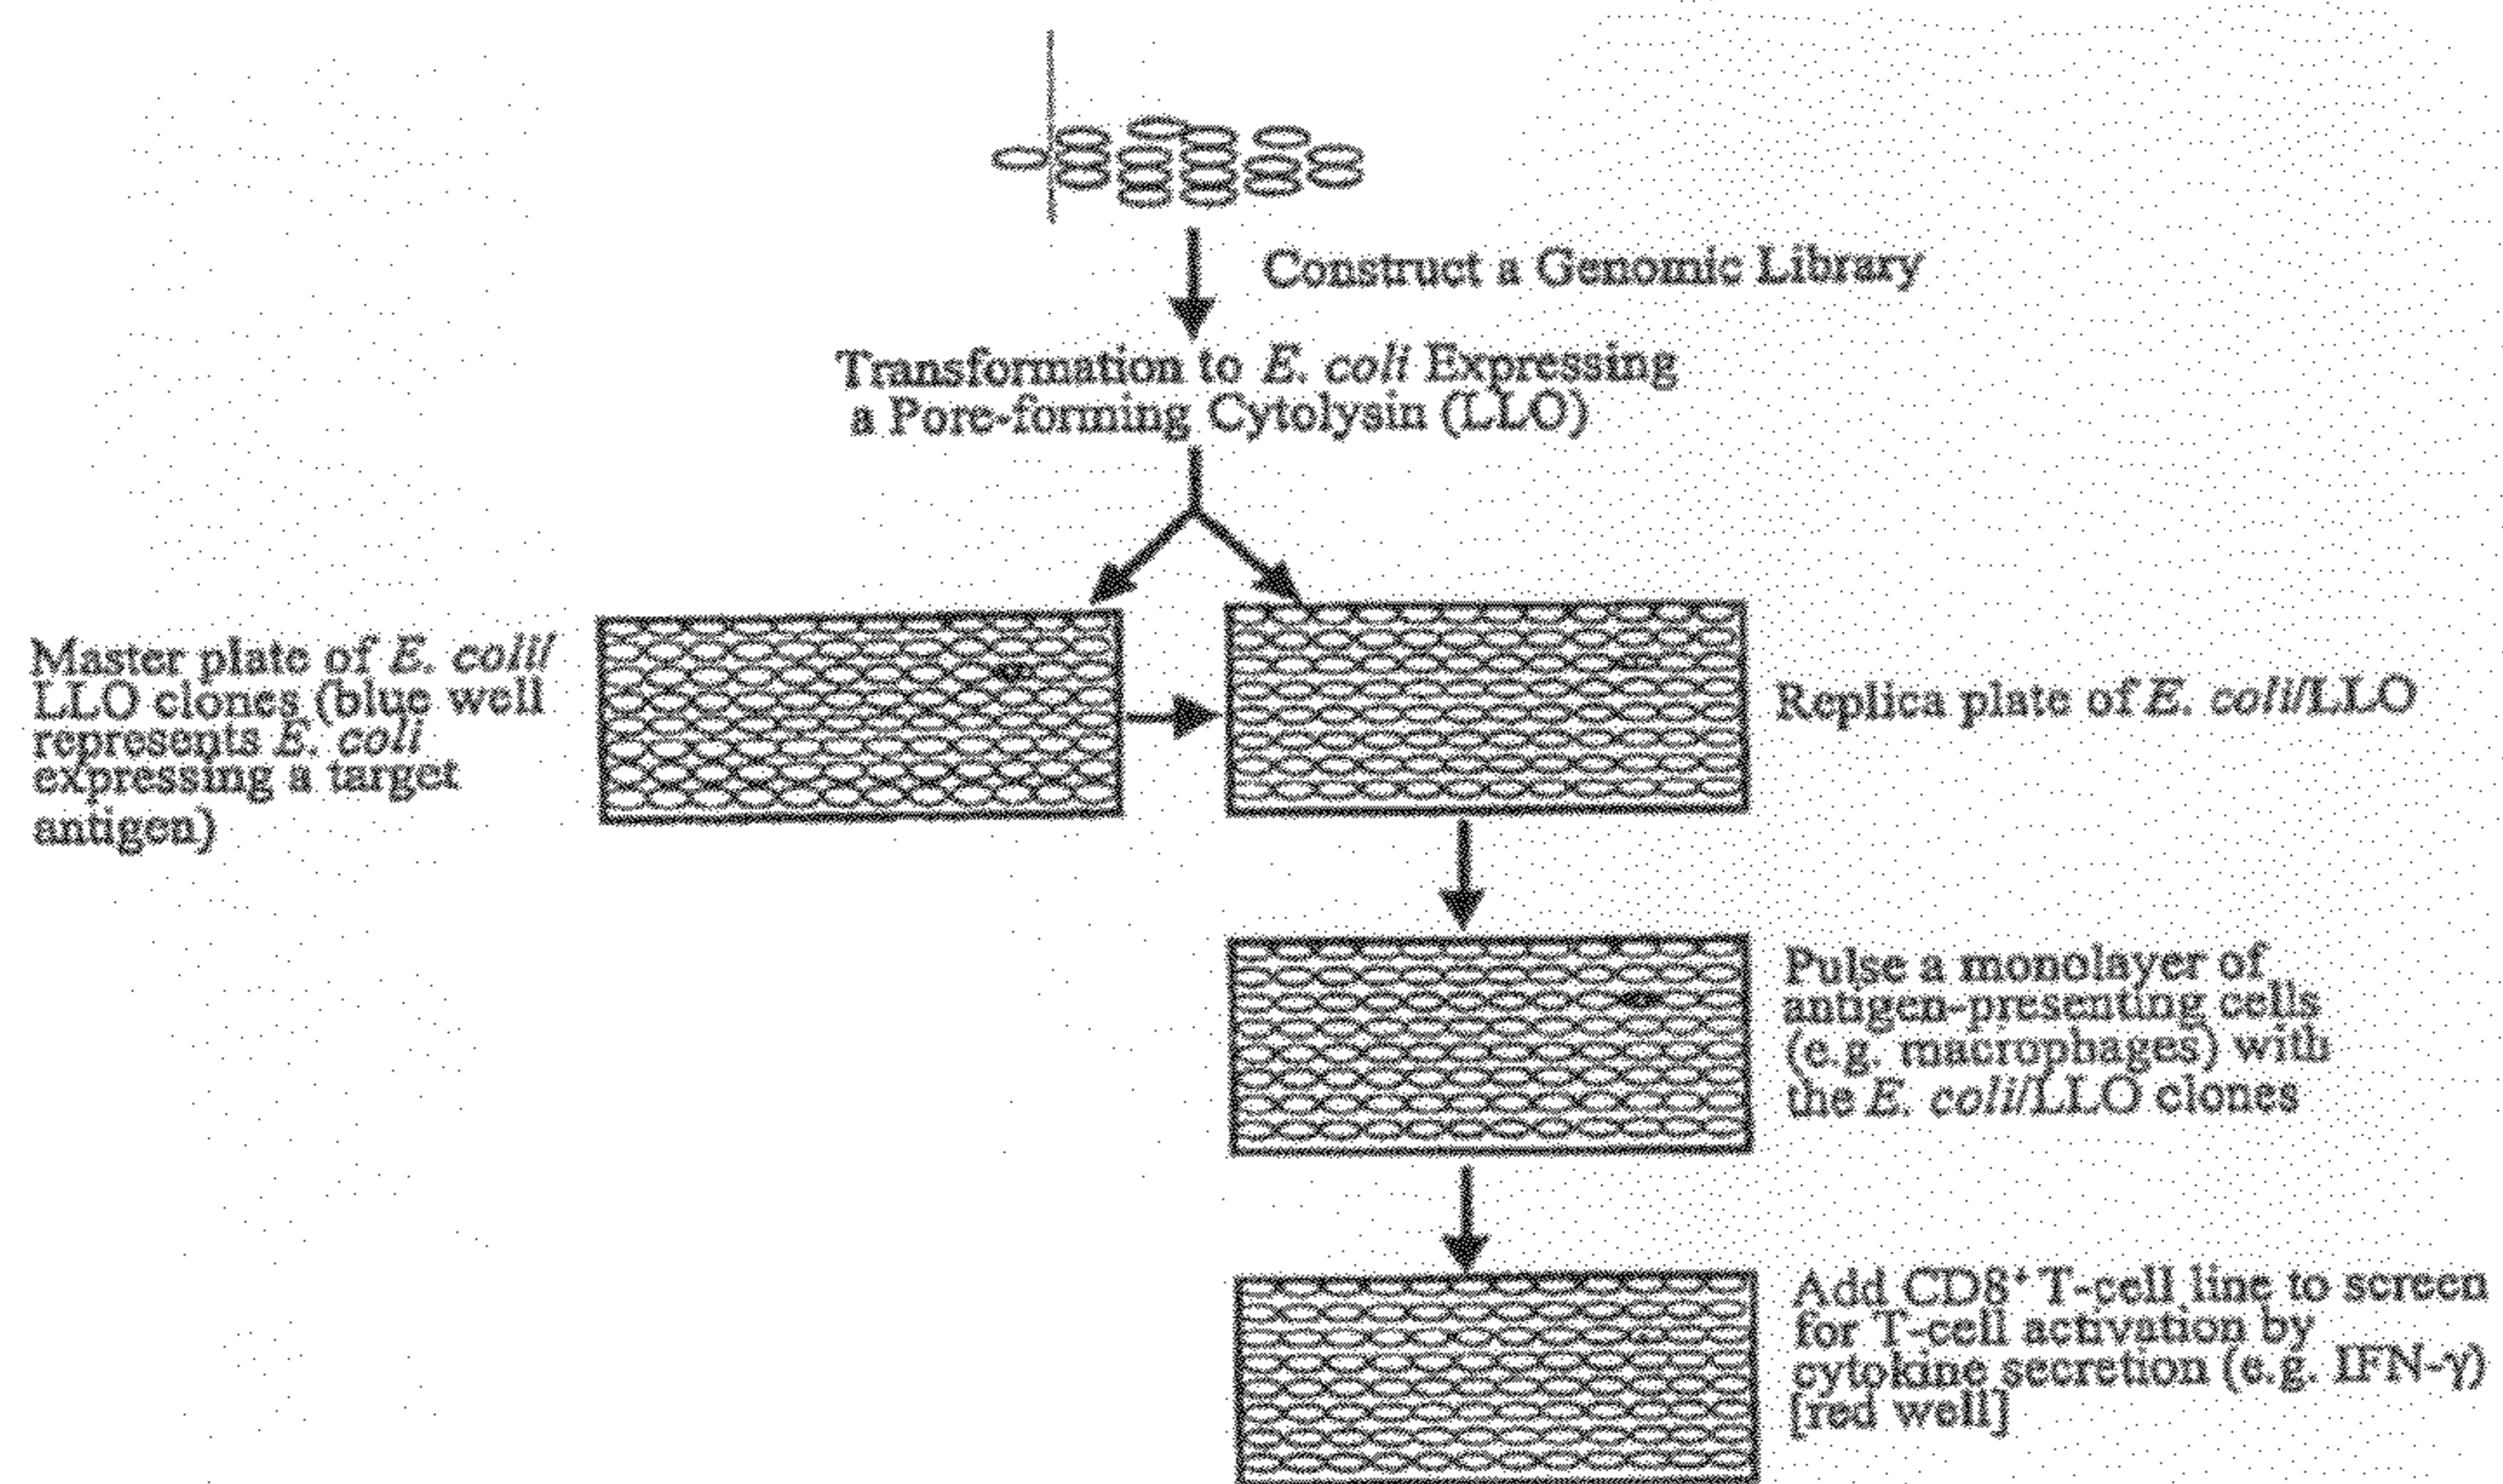 Construct a Genomic Library
Transformation to E. coli Expressing
a Pore-forming Cytolysin (LLO)
Master plate of E. coli/
LLO clones (blue well
represents E. coli
expressing a target
antigen)
Replica plate of E. coli/LLO
Pulse a monolayer of
antigen-presenting cells
(e.g. macrophages) with
the E. coli/LLO clones
Add CD8⁺ T-cell line to screen
for T-cell activation by
cytokine secretion (e.g. IFN-γ)
[red well]